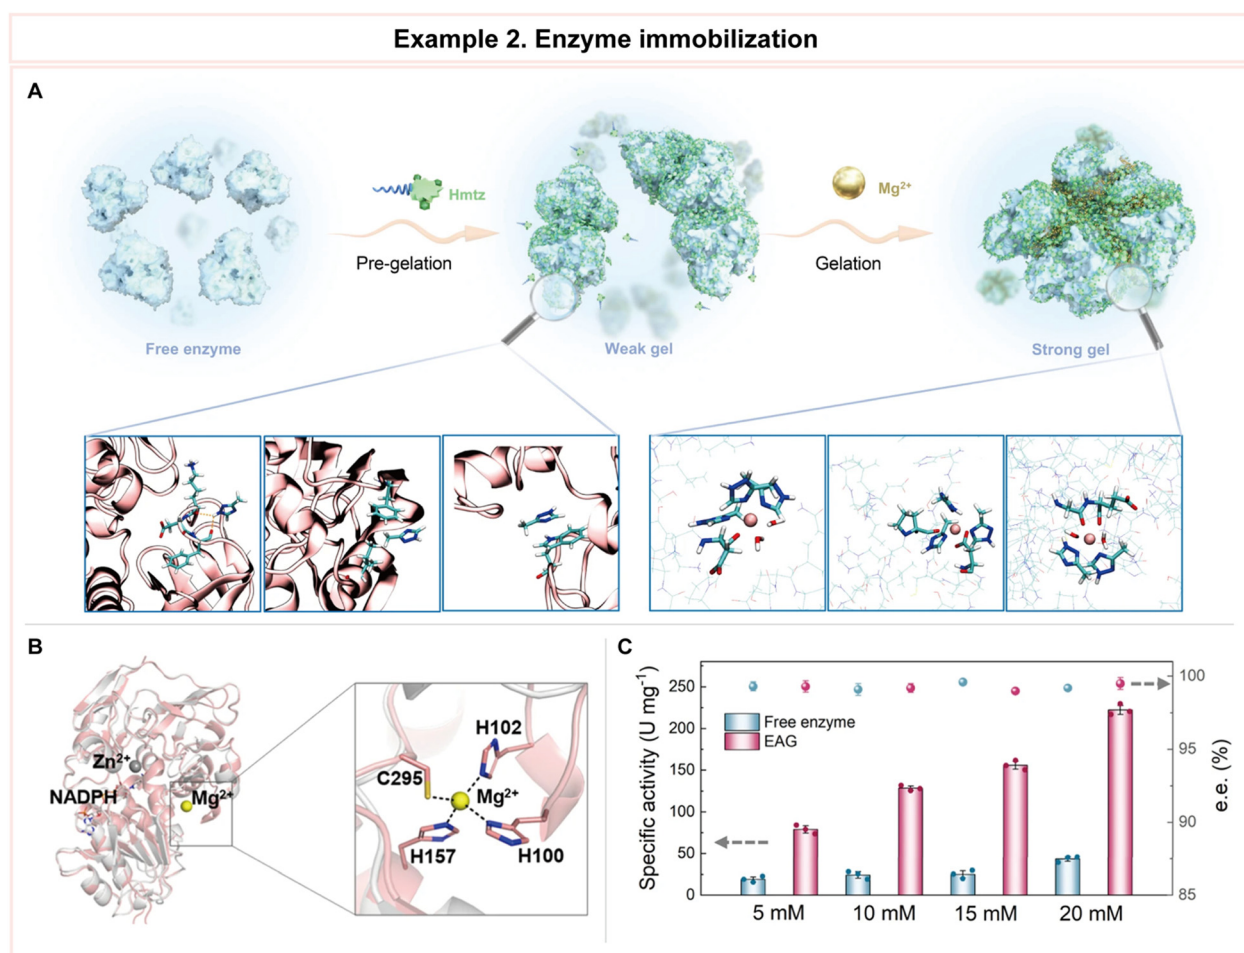 Example 2. Enzyme immobilization
A
Hmtz
Mg²⁺
Pre-gelation
Gelation
Free enzyme
Weak gel
Strong gel
B
Zn²⁺
NADPH
Mg²⁺
H102
C295
Mg²⁺
H157
H100
C
Specific activity (U mg⁻¹)
250
200
150
100
50
0
Free enzyme
EAG
100
95
90
85
e.e. (%)
5 mM
10 mM
15 mM
20 mM